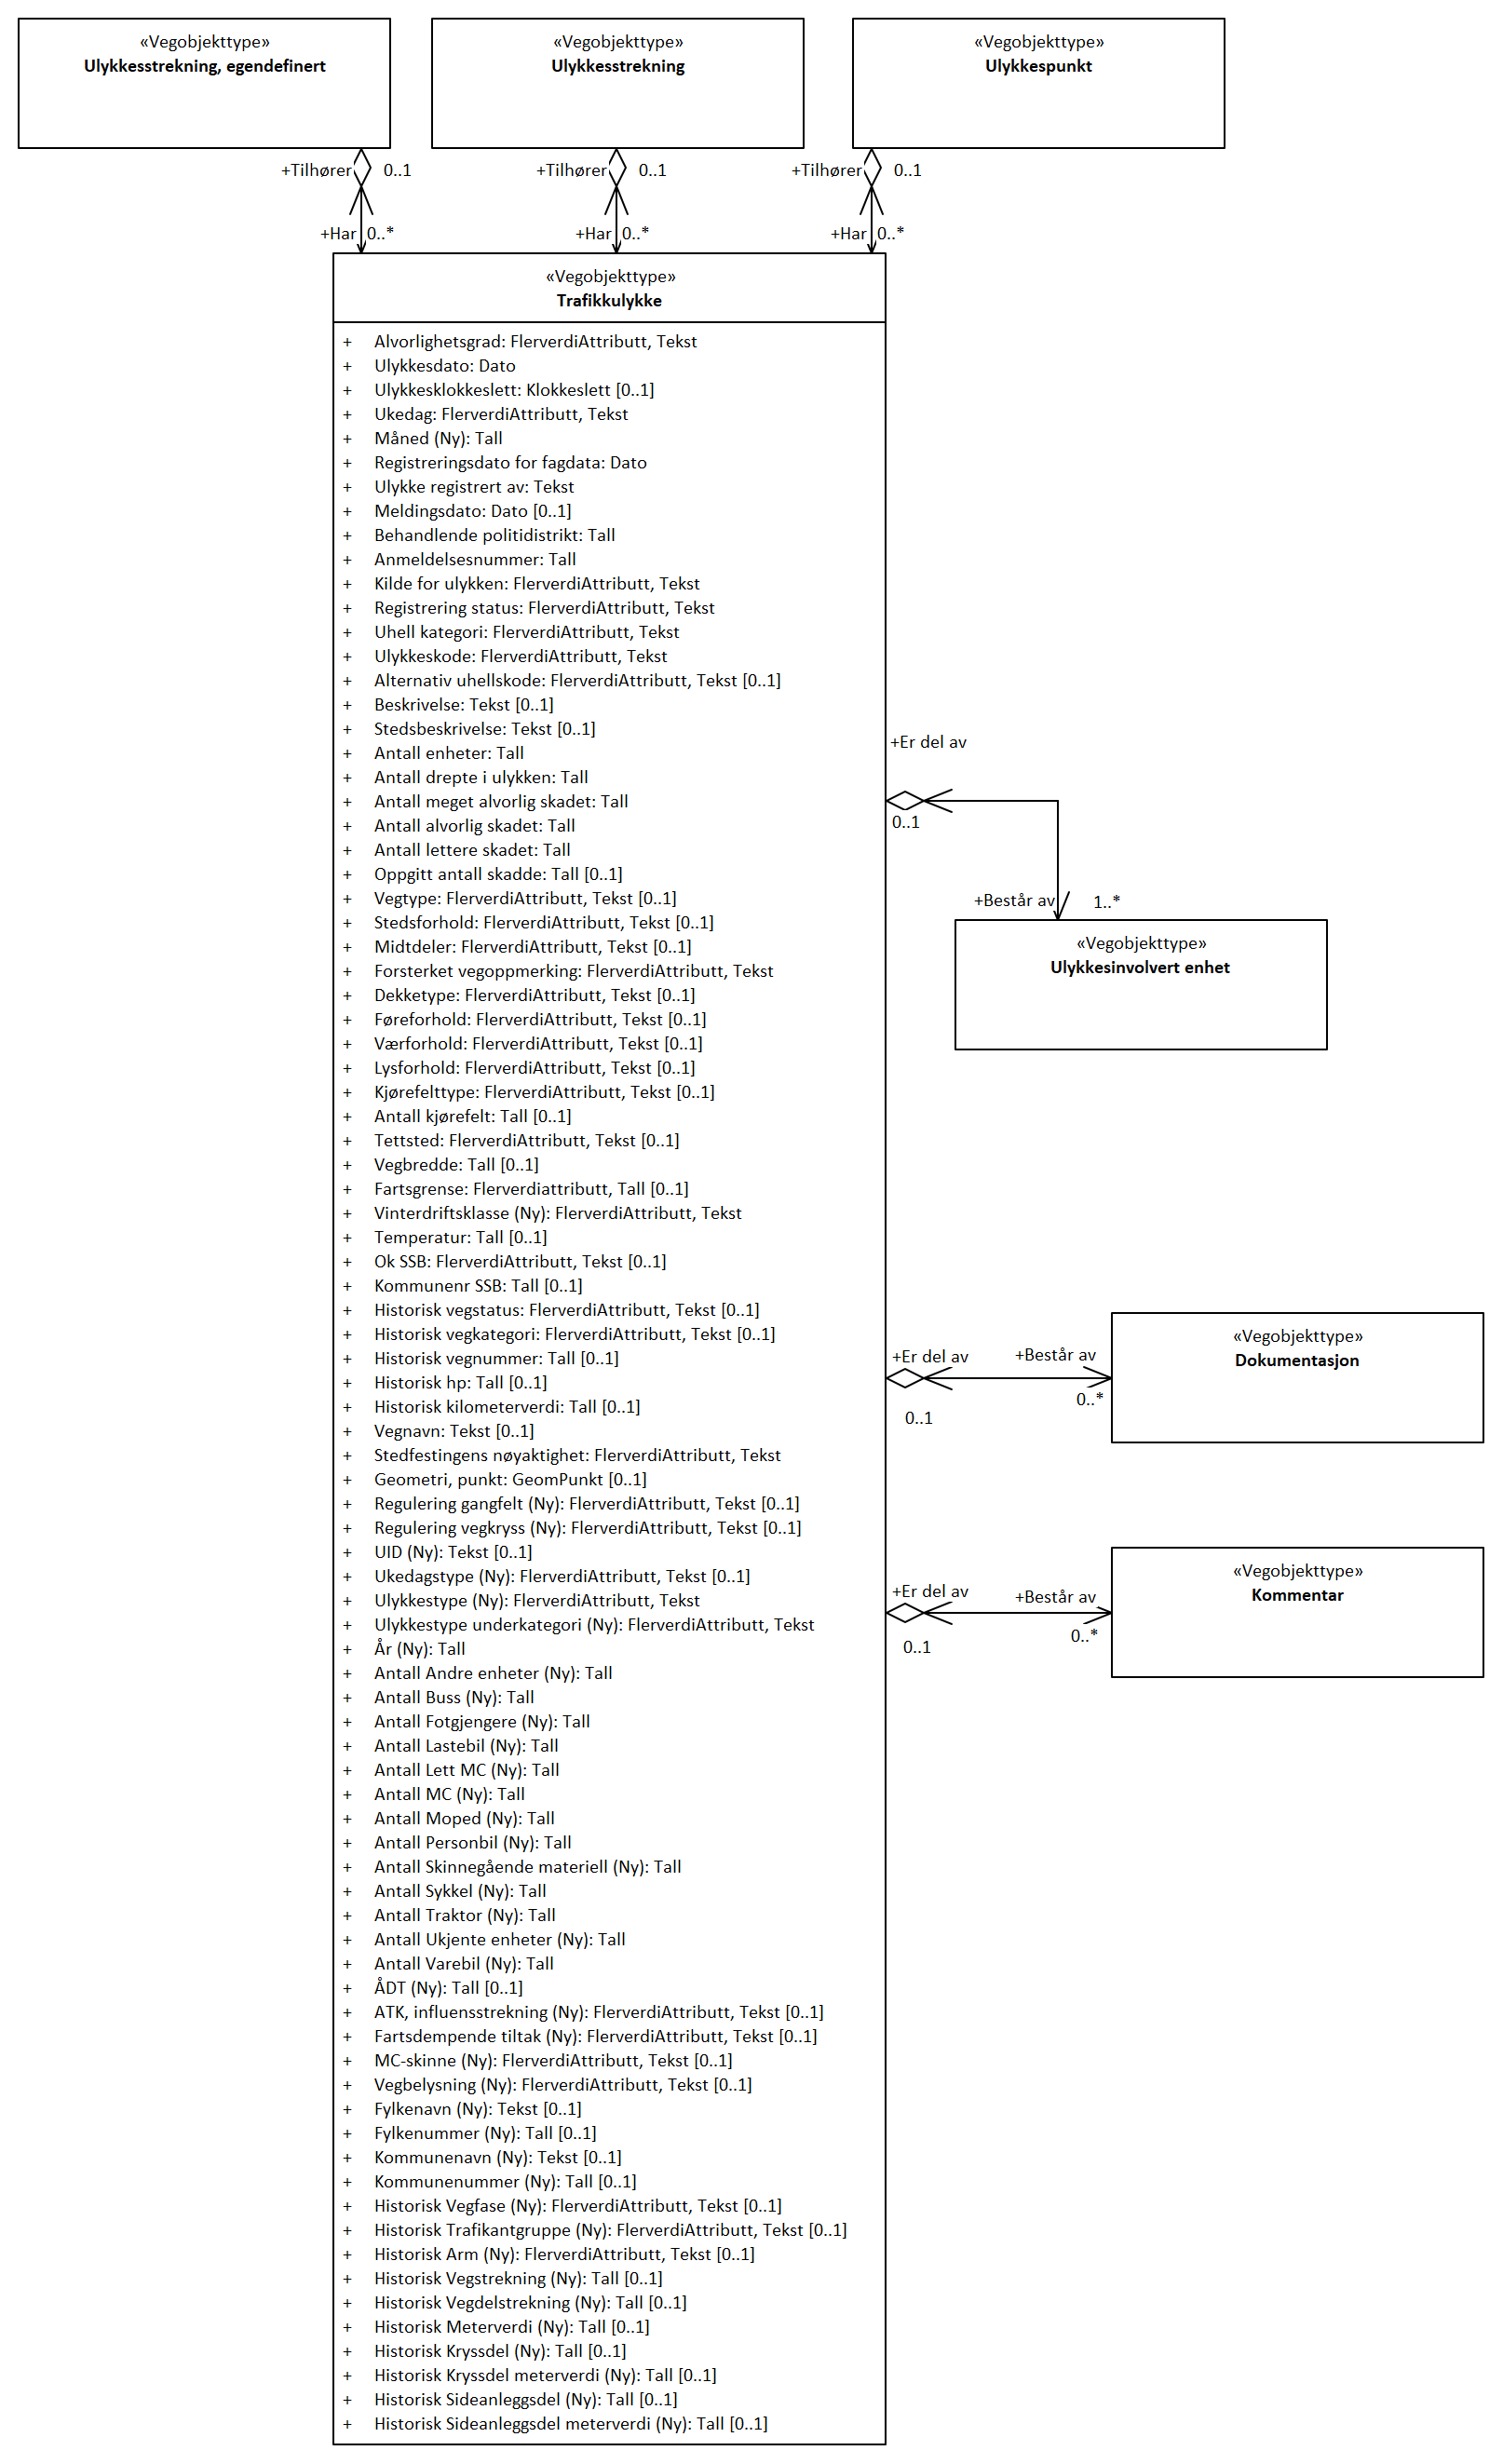 «Vegobjekttype»
Ulykkesstrekning, egendefinert
«Vegobjekttype»
Ulykkesstrekning
«Vegobjekttype»
Ulykkespunkt
+Tilhører 0..1
+Tilhører 0..1
+Tilhører 0..1
+Har 0..*
+Har 0..*
+Har 0..*
«Vegobjekttype»
Trafikkulykke
+ Alvorlighetsgrad: FlerverdiAttributt, Tekst
+ Ulykkesdato: Dato
+ Ulykkesklokkeslett: Klokkeslett [0..1]
+ Ukedag: FlerverdiAttributt, Tekst
+ Måned (Ny): Tall
+ Registreringsdato for fagdata: Dato
+ Ulykke registrert av: Tekst
+ Meldingsdato: Dato [0..1]
+ Behandlende politidistrikt: Tall
+ Anmeldelsesnummer: Tall
+ Kilde for ulykken: FlerverdiAttributt, Tekst
+ Registrering status: FlerverdiAttributt, Tekst
+ Uhell kategori: FlerverdiAttributt, Tekst
+ Ulykkeskode: FlerverdiAttributt, Tekst
+ Alternativ uhellskode: FlerverdiAttributt, Tekst [0..1]
+ Beskrivelse: Tekst [0..1]
+ Stedsbeskrivelse: Tekst [0..1]
+ Antall enheter: Tall
+ Antall drepte i ulykken: Tall
+ Antall meget alvorlig skadet: Tall
+ Antall alvorlig skadet: Tall
+ Antall lettere skadet: Tall
+ Oppgitt antall skadde: Tall [0..1]
+ Vegtype: FlerverdiAttributt, Tekst [0..1]
+ Stedsforhold: FlerverdiAttributt, Tekst [0..1]
+ Midtdeler: FlerverdiAttributt, Tekst [0..1]
+ Forsterket vegoppmerking: FlerverdiAttributt, Tekst
+ Dekketype: FlerverdiAttributt, Tekst [0..1]
+ Føreforhold: FlerverdiAttributt, Tekst [0..1]
+ Værforhold: FlerverdiAttributt, Tekst [0..1]
+ Lysforhold: FlerverdiAttributt, Tekst [0..1]
+ Kjørefelttype: FlerverdiAttributt, Tekst [0..1]
+ Antall kjørefelt: Tall [0..1]
+ Tettsted: FlerverdiAttributt, Tekst [0..1]
+ Vegbredde: Tall [0..1]
+ Fartsgrense: Flerverdiattributt, Tall [0..1]
+ Vinterdriftsklasse (Ny): FlerverdiAttributt, Tekst
+ Temperatur: Tall [0..1]
+ Ok SSB: FlerverdiAttributt, Tekst [0..1]
+ Kommunenr SSB: Tall [0..1]
+ Historisk vegstatus: FlerverdiAttributt, Tekst [0..1]
+ Historisk vegkategori: FlerverdiAttributt, Tekst [0..1]
+ Historisk vegnummer: Tall [0..1]
+ Historisk hp: Tall [0..1]
+ Historisk kilometerverdi: Tall [0..1]
+ Vegnavn: Tekst [0..1]
+ Stedfestingens nøyaktighet: FlerverdiAttributt, Tekst
+ Geometri, punkt: GeomPunkt [0..1]
+ Regulering gangfelt (Ny): FlerverdiAttributt, Tekst [0..1]
+ Regulering vegkryss (Ny): FlerverdiAttributt, Tekst [0..1]
+ UID (Ny): Tekst [0..1]
+ Ukedagstype (Ny): FlerverdiAttributt, Tekst [0..1]
+ Ulykkestype (Ny): FlerverdiAttributt, Tekst
+ Ulykkestype underkategori (Ny): FlerverdiAttributt, Tekst
+ År (Ny): Tall
+ Antall Andre enheter (Ny): Tall
+ Antall Buss (Ny): Tall
+ Antall Fotgjengere (Ny): Tall
+ Antall Lastebil (Ny): Tall
+ Antall Lett MC (Ny): Tall
+ Antall MC (Ny): Tall
+ Antall Moped (Ny): Tall
+ Antall Personbil (Ny): Tall
+ Antall Skinnegående materiell (Ny): Tall
+ Antall Sykkel (Ny): Tall
+ Antall Traktor (Ny): Tall
+ Antall Ukjente enheter (Ny): Tall
+ Antall Varebil (Ny): Tall
+ ÅDT (Ny): Tall [0..1]
+ ATK, influensstrekning (Ny): FlerverdiAttributt, Tekst [0..1]
+ Fartsdempende tiltak (Ny): FlerverdiAttributt, Tekst [0..1]
+ MC-skinne (Ny): FlerverdiAttributt, Tekst [0..1]
+ Vegbelysning (Ny): FlerverdiAttributt, Tekst [0..1]
+ Fylkenavn (Ny): Tekst [0..1]
+ Fylkenummer (Ny): Tall [0..1]
+ Kommunenavn (Ny): Tekst [0..1]
+ Kommunenummer (Ny): Tall [0..1]
+ Historisk Vegfase (Ny): FlerverdiAttributt, Tekst [0..1]
+ Historisk Trafikantgruppe (Ny): FlerverdiAttributt, Tekst [0..1]
+ Historisk Arm (Ny): FlerverdiAttributt, Tekst [0..1]
+ Historisk Vegstrekning (Ny): Tall [0..1]
+ Historisk Vegdelstrekning (Ny): Tall [0..1]
+ Historisk Meterverdi (Ny): Tall [0..1]
+ Historisk Kryssdel (Ny): Tall [0..1]
+ Historisk Kryssdel meterverdi (Ny): Tall [0..1]
+ Historisk Sideanleggsdel (Ny): Tall [0..1]
+ Historisk Sideanleggsdel meterverdi (Ny): Tall [0..1]
+Er del av
0..1
+Består av 1..*
«Vegobjekttype»
Ulykkesinvolvert enhet
+Er del av +Består av
0..1 0..*
«Vegobjekttype»
Dokumentasjon
+Er del av +Består av
0..1 0..*
«Vegobjekttype»
Kommentar